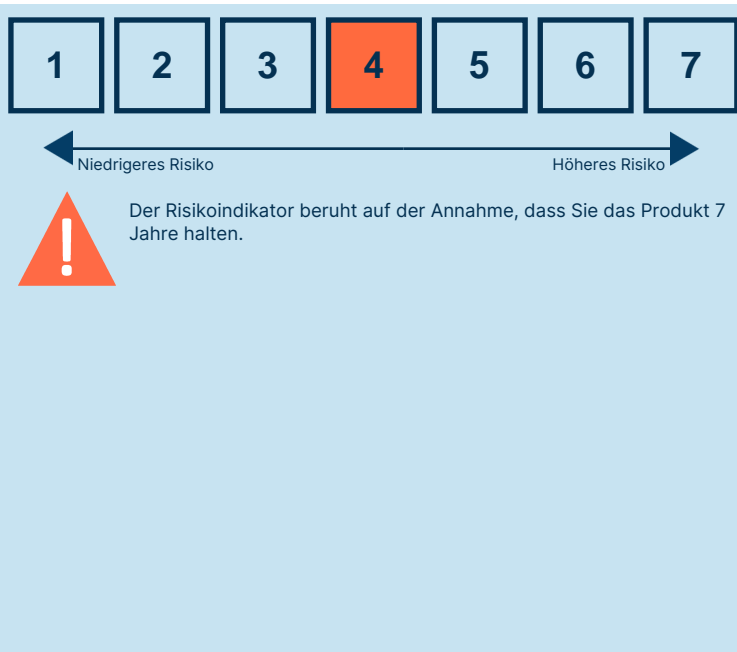 1 2 3 4 5 6 7
Niedrigeres Risiko Höheres Risiko
Der Risikoindikator beruht auf der Annahme, dass Sie das Produkt 7
Jahre halten.